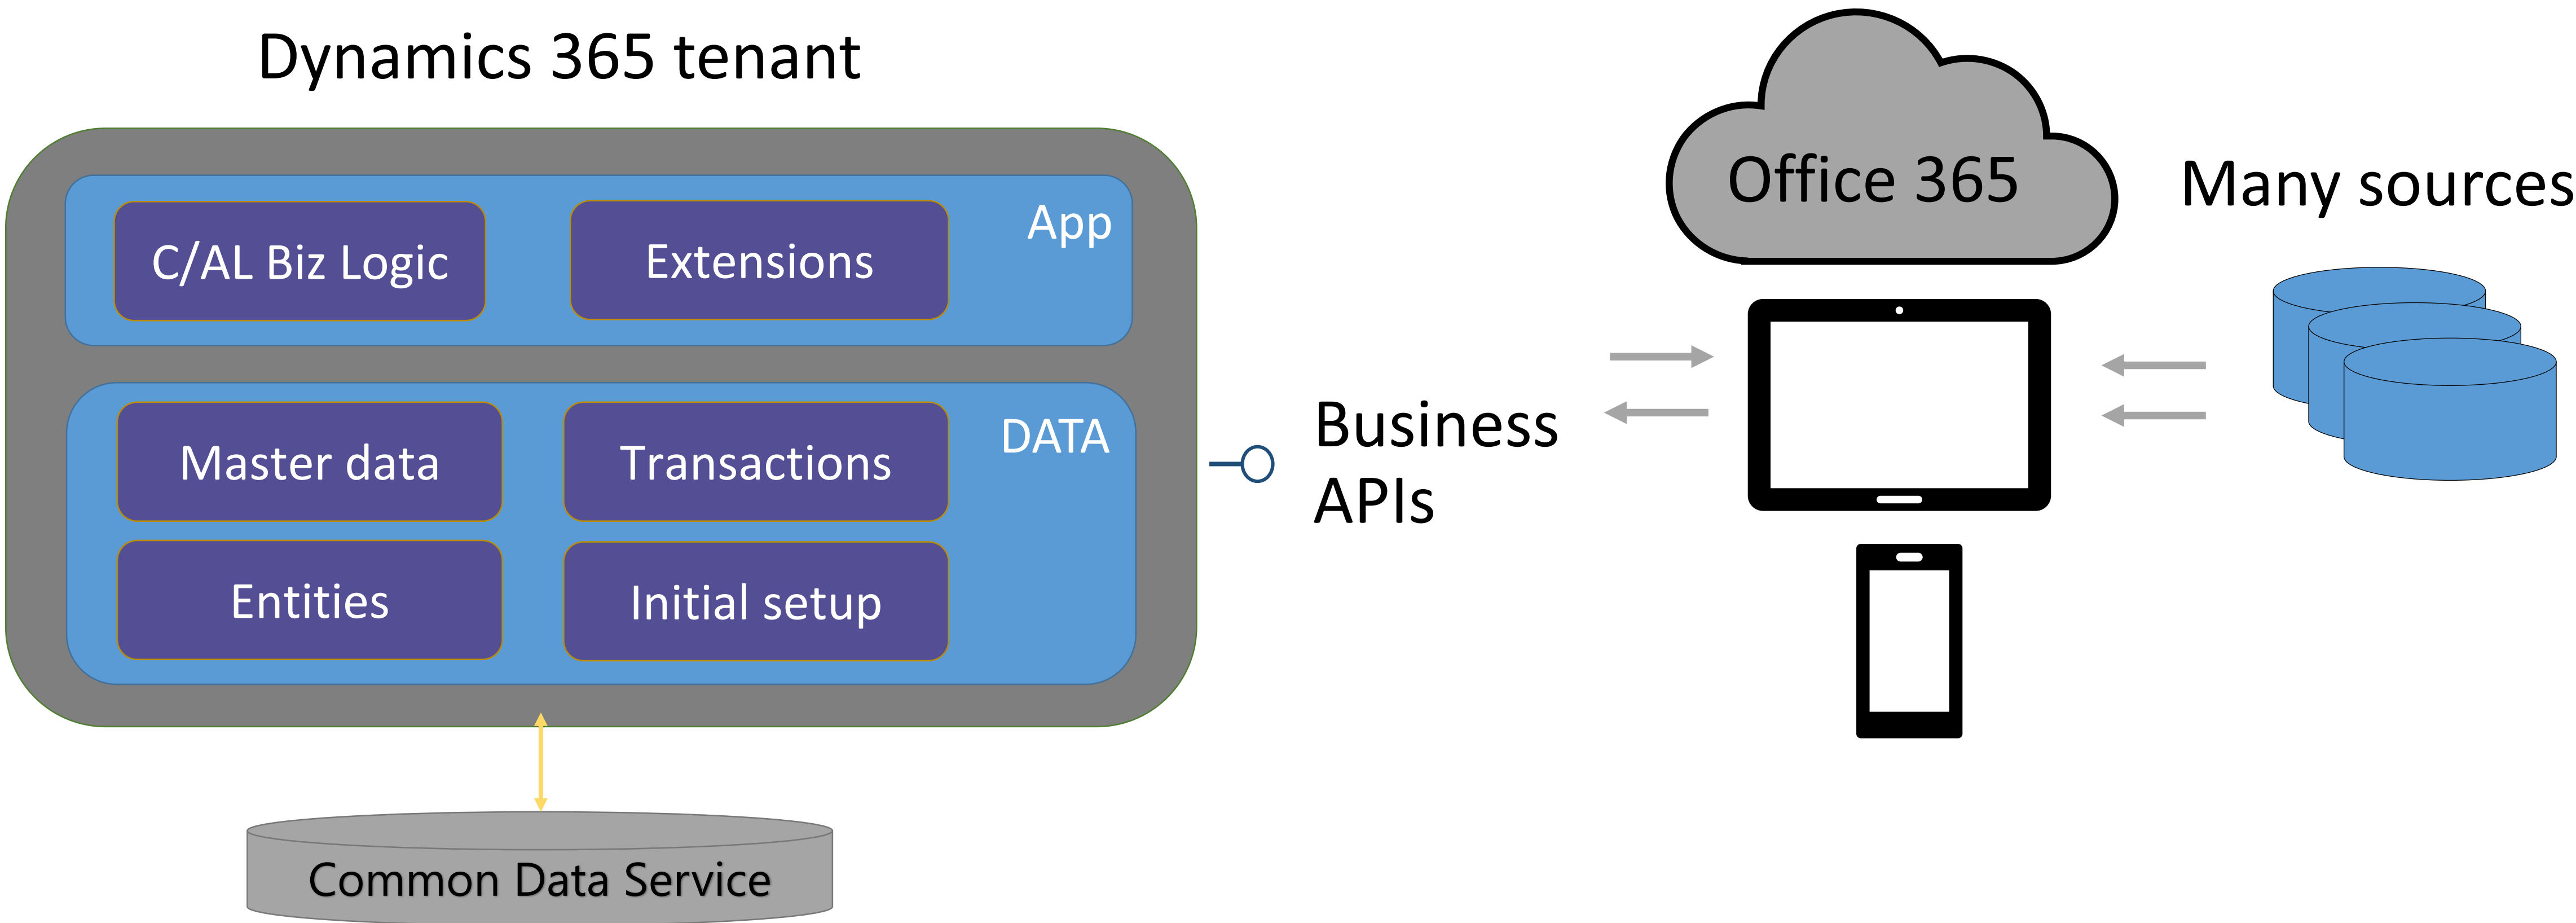 Dynamics 365 tenant
App
C/AL Biz Logic
Extensions
DATA
Master data
Transactions
Entities
Initial setup
Common Data Service
Business
APIs
Office 365
Many sources